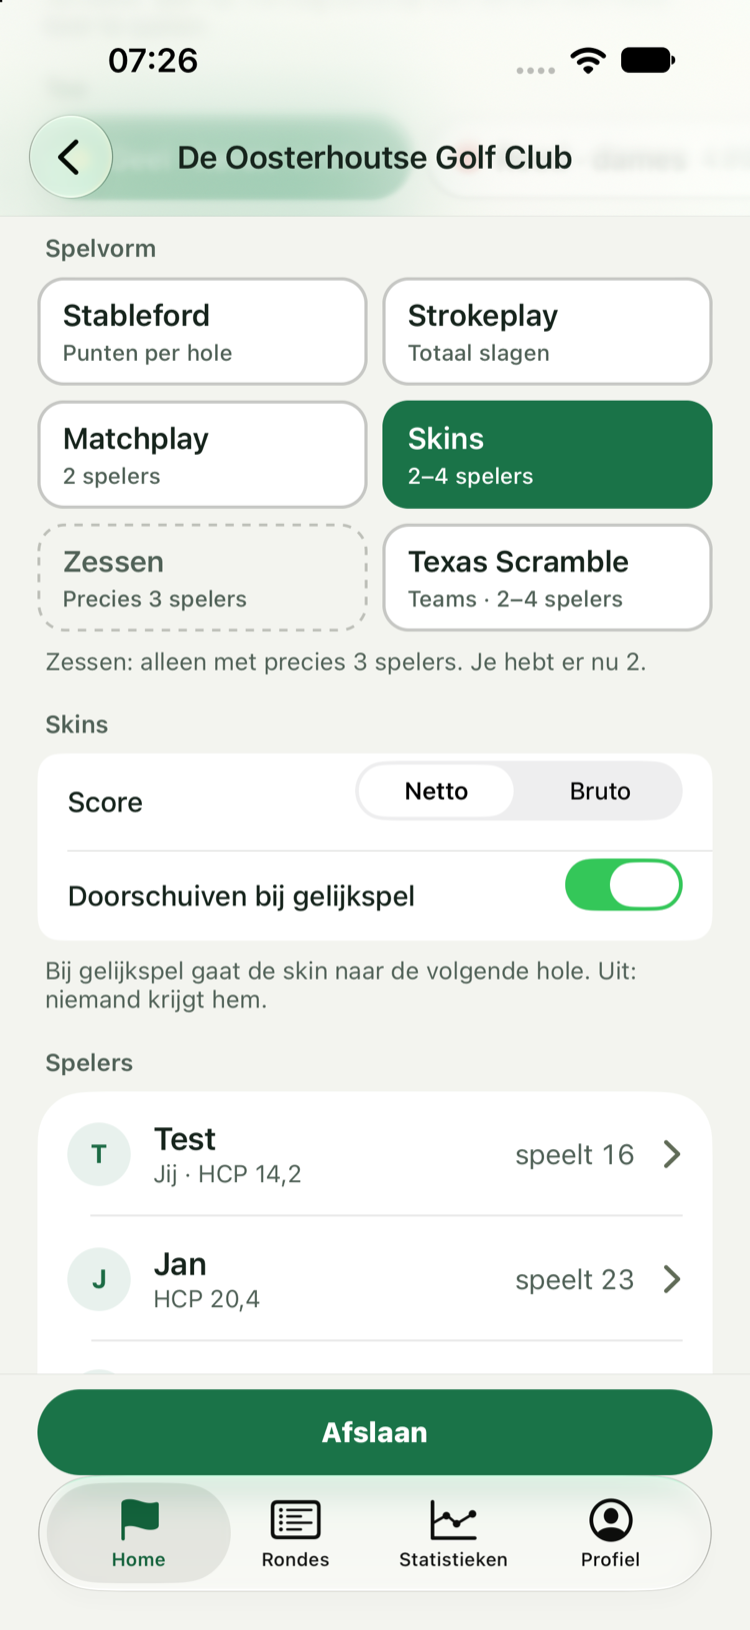 07:26
De Oosterhoutse Golf Club
Spelvorm
Stableford
Punten per hole
Strokeplay
Totaal slagen
Matchplay
2 spelers
Skins
2–4 spelers
Zessen
Precies 3 spelers
Texas Scramble
Teams · 2–4 spelers
Zessen: alleen met precies 3 spelers. Je hebt er nu 2.
Skins
Score
Netto
Bruto
Doorschuiven bij gelijkspel
Bij gelijkspel gaat de skin naar de volgende hole. Uit:
niemand krijgt hem.
Spelers
T
Test
Jij · HCP 14,2
speelt 16
J
Jan
HCP 20,4
speelt 23
Afslaan
Home
Rondes
Statistieken
Profiel